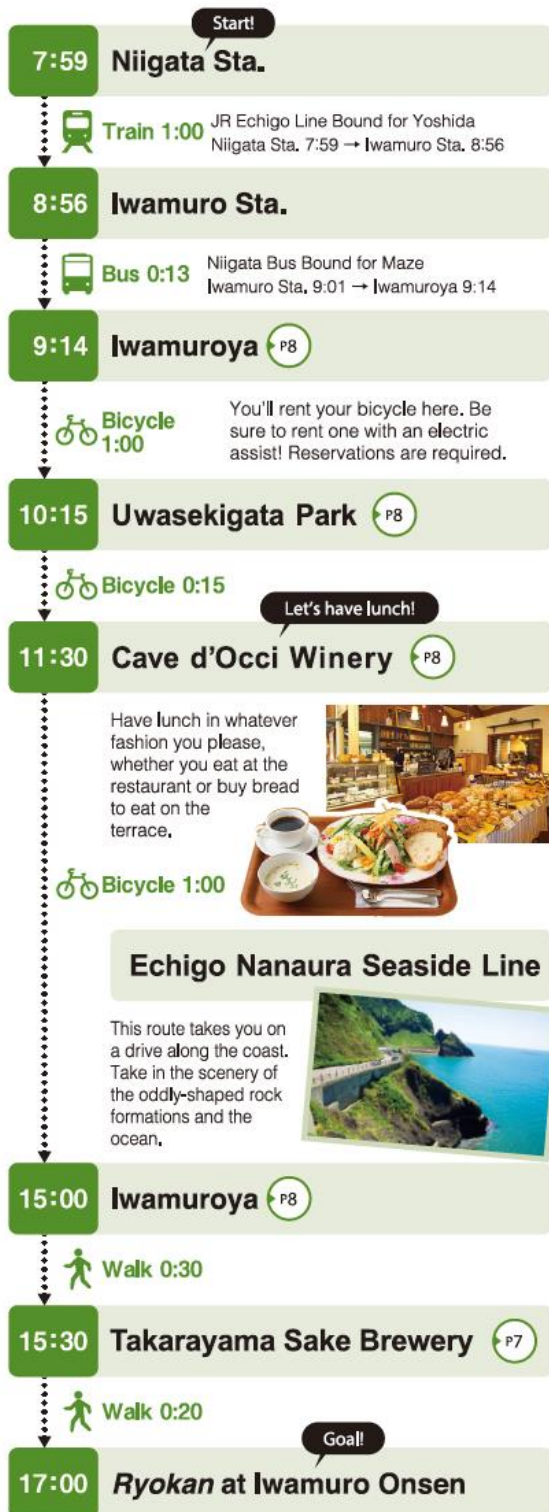 Start!
7:59 Niigata Sta.
Train 1:00 JR Echigo Line Bound for Yoshida
Niigata Sta. 7:59 → Iwamuro Sta. 8:56
8:56 Iwamuro Sta.
Bus 0:13 Niigata Bus Bound for Maze
Iwamuro Sta. 9:01 → Iwamuroya 9:14
9:14 Iwamuroya P8
Bicycle
1:00
You'll rent your bicycle here. Be
sure to rent one with an electric
assist! Reservations are required.
10:15 Uwasekigata Park P8
Bicycle 0:15
Let's have lunch!
11:30 Cave d'Occi Winery P8
Have lunch in whatever
fashion you please,
whether you eat at the
restaurant or buy bread
to eat on the
terrace.
Bicycle 1:00
Echigo Nanaura Seaside Line
This route takes you on
a drive along the coast.
Take in the scenery of
the oddly-shaped rock
formations and the
ocean.
15:00 Iwamuroya P8
Walk 0:30
15:30 Takarayama Sake Brewery P7
Walk 0:20
Goal!
17:00 Ryokan at Iwamuro Onsen